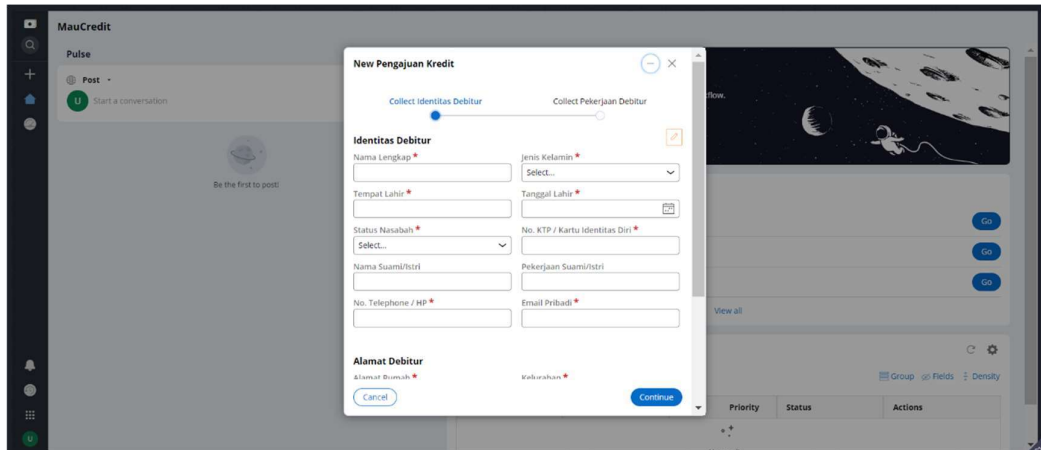 MauCredit
Pulse
Post
U Start a conversation
Be the first to post!
New Pengajuan Kredit
Collect Identitas Debitur Collect Pekerjaan Debitur
Identitas Debitur
Nama Lengkap * Jenis Kelamin *
Select...
Tempat Lahir * Tanggal Lahir *
Status Nasabah * No. KTP / Kartu Identitas Diri *
Select...
Nama Suami/Istri Pekerjaan Suami/Istri
No. Telephone / HP * Email Pribadi *
Alamat Debitur
Alamat Rumah * Kelurahan *
Cancel Continue
flow.
Go
Go
Go
View all
Group Fields Density
Priority Status Actions
U